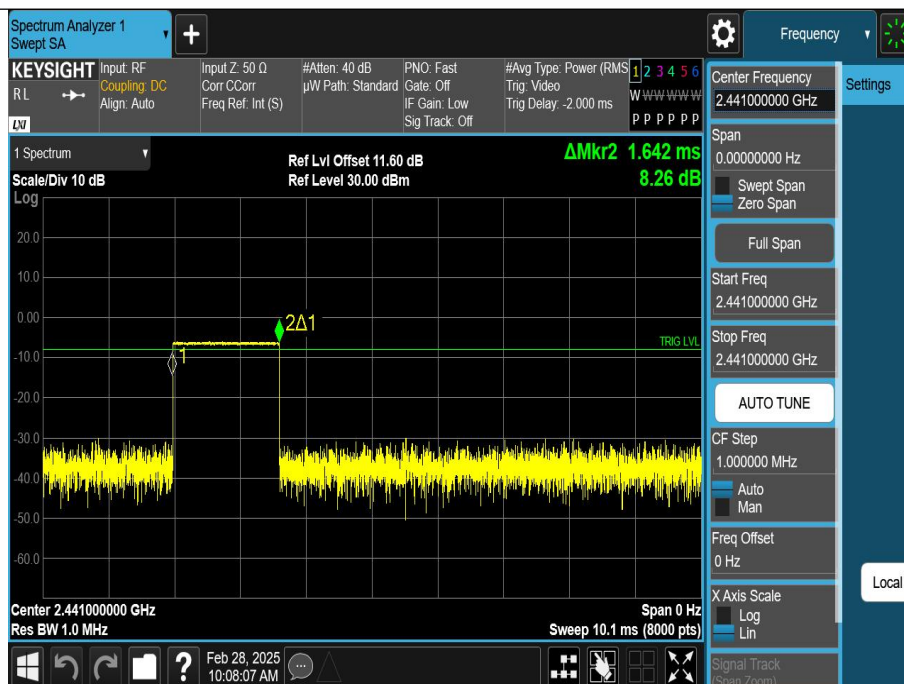 Spectrum Analyzer 1
Swept SA
+
Frequency
KEYSIGHT
R L
LXI
Input: RF
Coupling: DC
Align: Auto
Input Z: 50 Ω
Corr CCorr
Freq Ref: Int (S)
#Atten: 40 dB
µW Path: Standard
PNO: Fast
Gate: Off
IF Gain: Low
Sig Track: Off
#Avg Type: Power (RMS
Trig: Video
Trig Delay: -2.000 ms
1 2 3 4 5 6
W W W W W W
P P P P P P
Center Frequency
2.441000000 GHz
Settings
Span
0.00000000 Hz
Swept Span
Zero Span
Full Span
Start Freq
2.441000000 GHz
Stop Freq
2.441000000 GHz
AUTO TUNE
CF Step
1.000000 MHz
Auto
Man
Freq Offset
0 Hz
X Axis Scale
Log
Lin
Signal Track
(Span Zoom)
Local
1 Spectrum
Scale/Div 10 dB
Log
Ref Lvl Offset 11.60 dB
Ref Level 30.00 dBm
ΔMkr2 1.642 ms
8.26 dB
20.0
10.0
0.00
-10.0
-20.0
-30.0
-40.0
-50.0
-60.0
2Δ1
1
TRIG LVL
Center 2.441000000 GHz
Res BW 1.0 MHz
Span 0 Hz
Sweep 10.1 ms (8000 pts)
?
Feb 28, 2025
10:08:07 AM